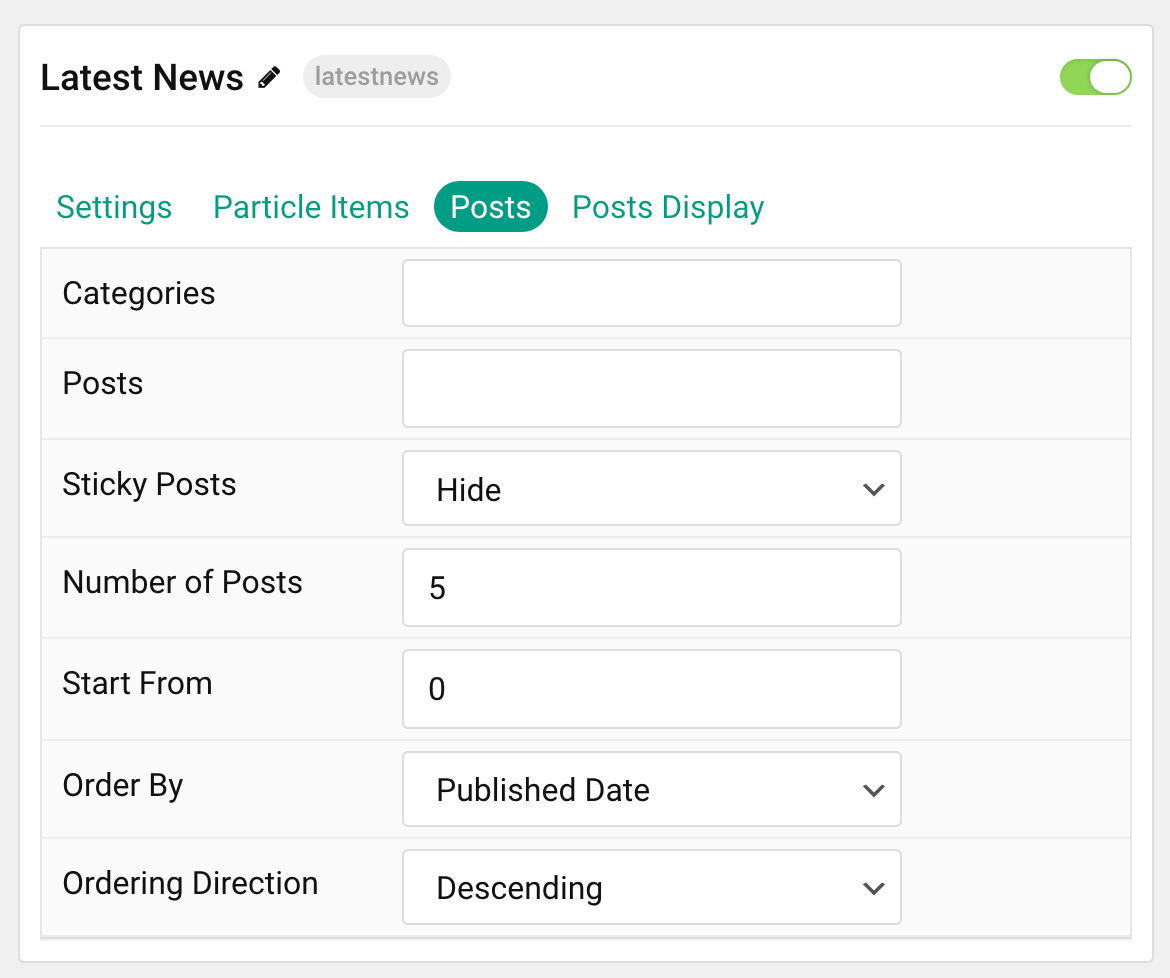 Latest News latestnews
Settings Particle Items Posts Posts Display
Categories
Posts
Sticky Posts Hide
Number of Posts 5
Start From 0
Order By Published Date
Ordering Direction Descending